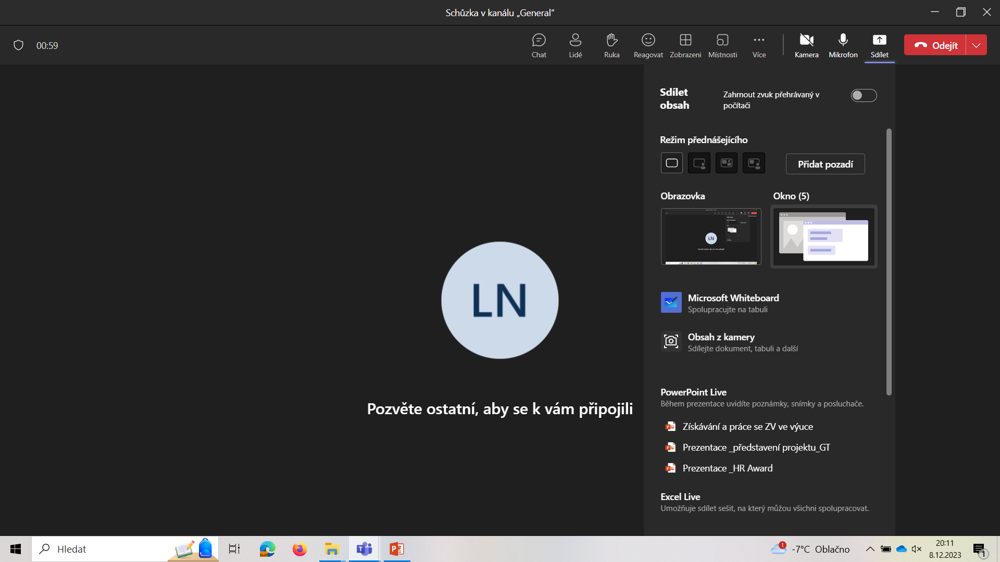 Schůzka v kanálu „General“
00:59
Chat
Lidé
Ruka
Reagovat
Zobrazení
Místnosti
Více
Kamera
Mikrofon
Sdílet
Odejít
Sdílet
obsah
Zahrnout zvuk přehrávaný v
počítači
Režim přednášejícího
Přidat pozadí
Obrazovka
Okno (5)
LN
Microsoft Whiteboard
Spolupracujte na tabuli
Obsah z kamery
Sdílejte dokument, tabuli a další
LN
Pozvěte ostatní, aby se k vám připojili
PowerPoint Live
Během prezentace uvidíte poznámky, snímky a posluchače.
Získávání a práce se ZV ve výuce
Prezentace _představení projektu_GT
Prezentace _HR Award
Excel Live
Umožňuje sdílet sešit, na který můžou všichni spolupracovat.
Hledat
1
-7°C Oblačno
20:11
8.12.2023
1